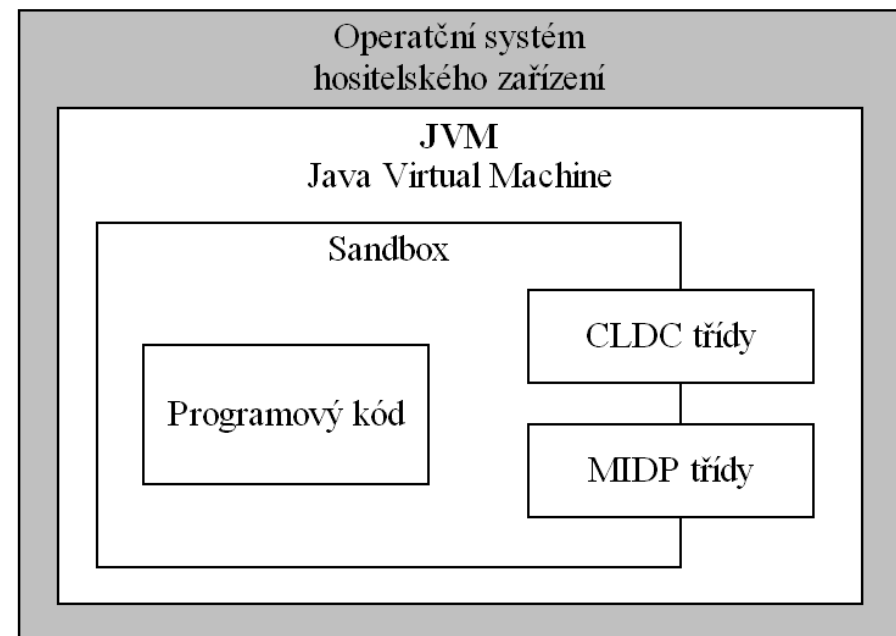 Operatční systém
hositelského zařízení
JVM
Java Virtual Machine
Sandbox
CLDC třídy
Programový kód
MIDP třídy